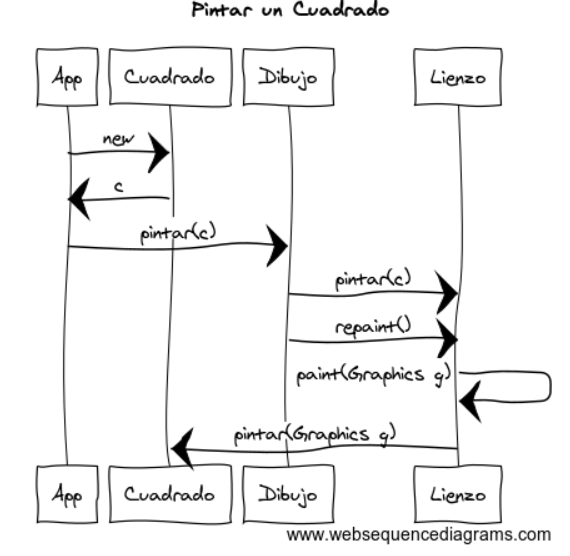 Pintar un Cuadrado
App Cuadrado Dibujo Lienzo
new
c
pintar(c)
pintar(c)
repaint()
paint(Graphics g)
pintar(Graphics g)
App Cuadrado Dibujo Lienzo
www.websequencediagrams.com